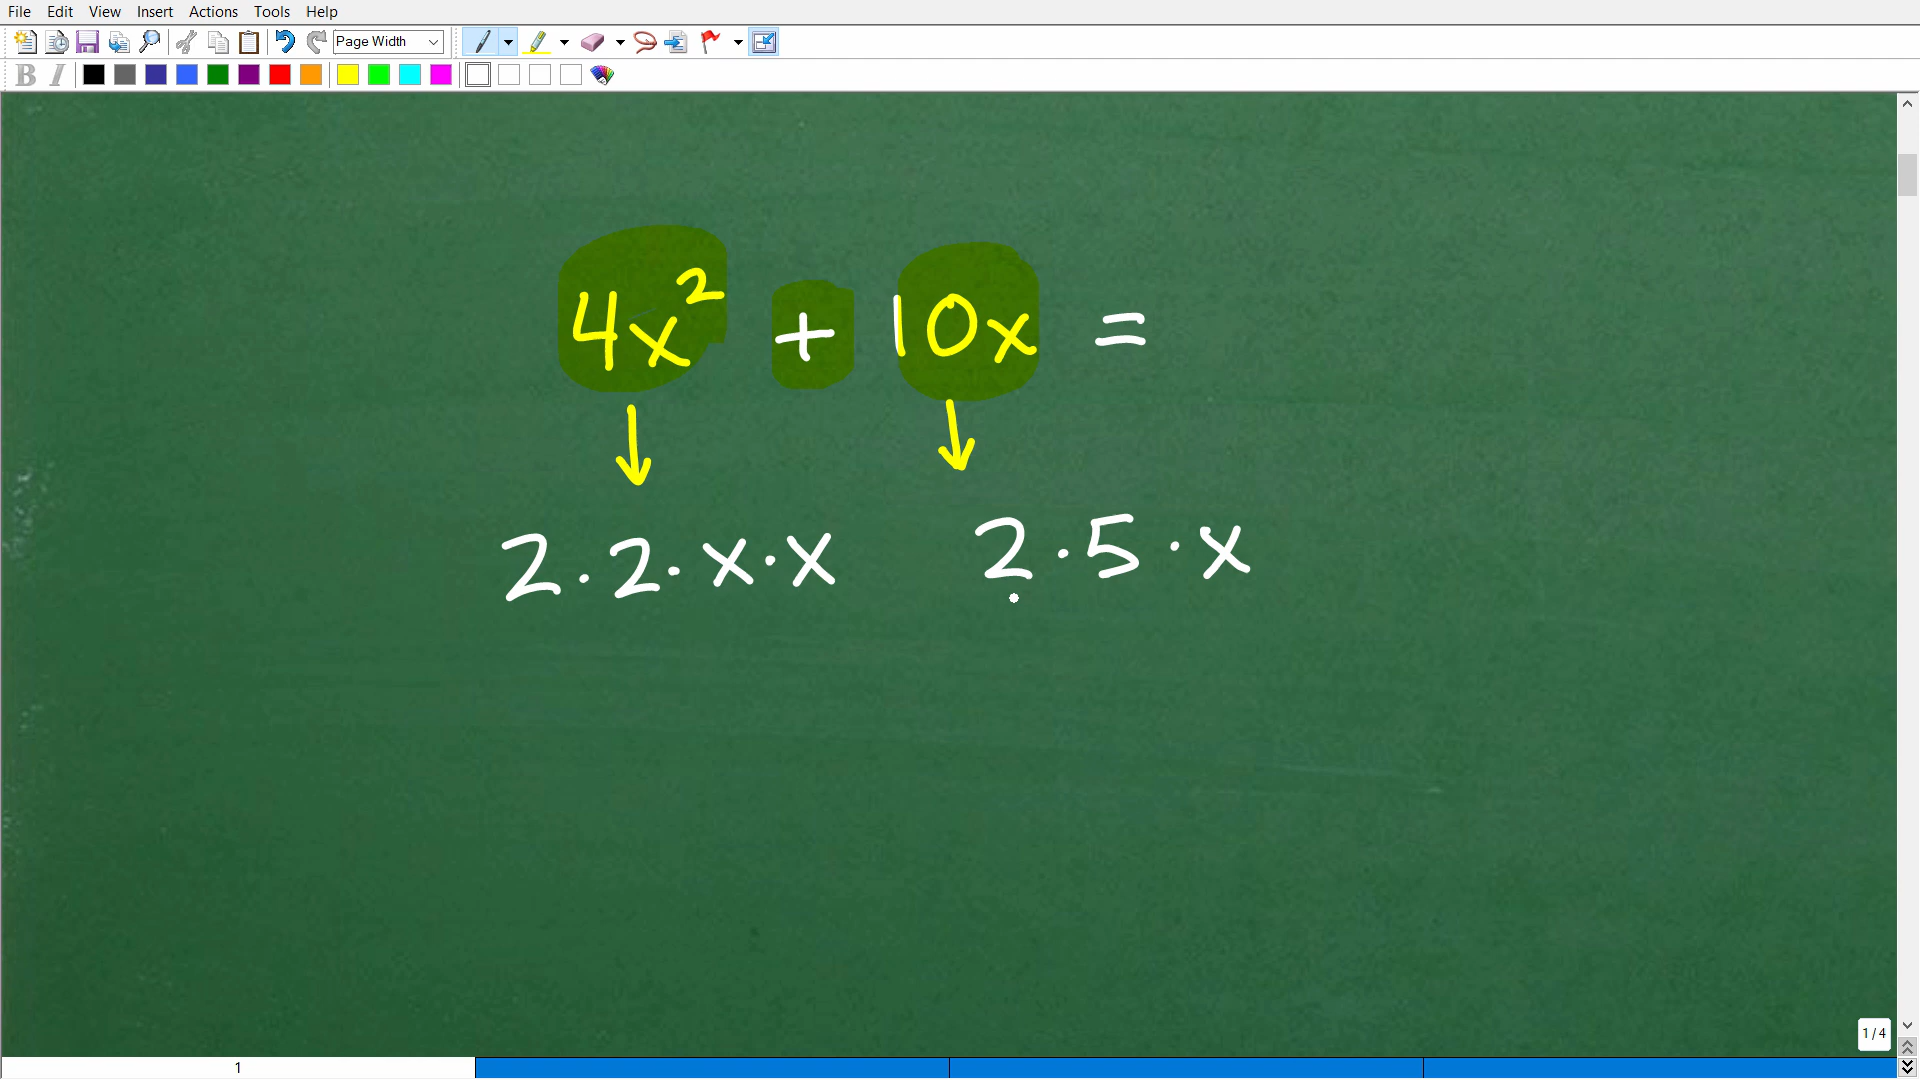 File Edit View Insert Actions Tools Help
Page Width
B I
4x² + 10x =
2·2·x·x 2·5·x
1/4
1